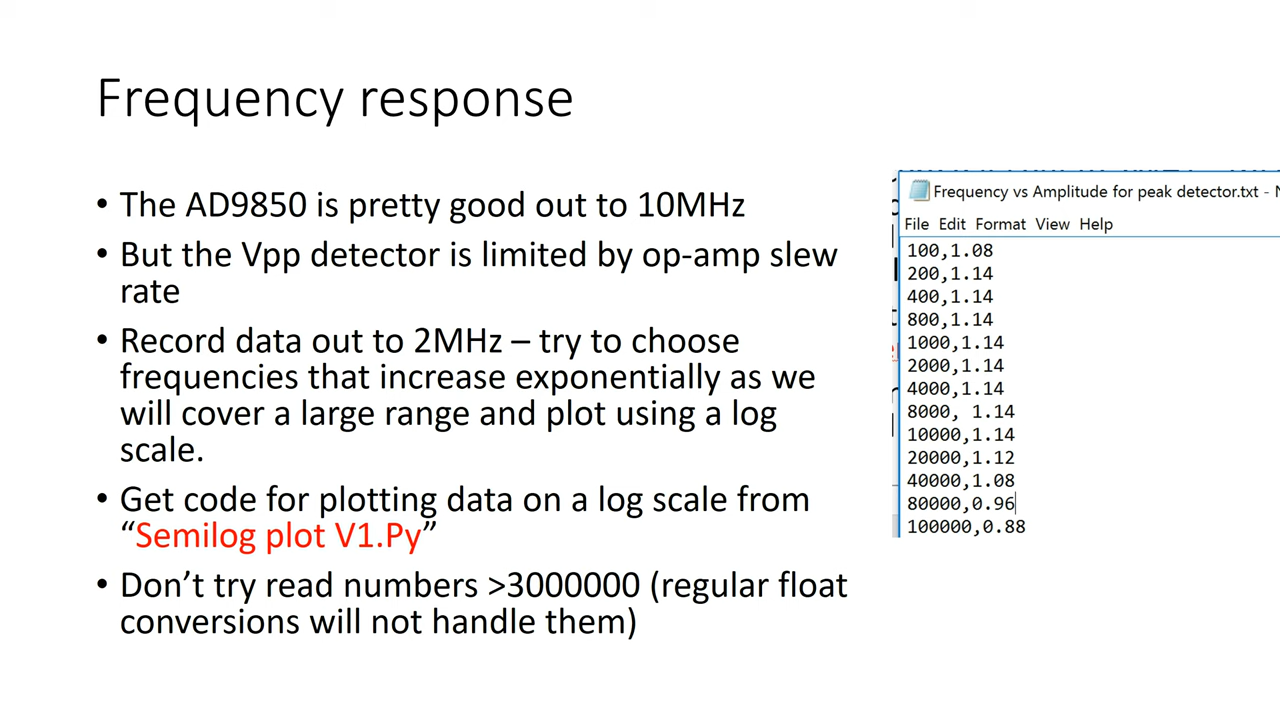 Frequency response
• The AD9850 is pretty good out to 10MHz
• But the Vpp detector is limited by op-amp slew
rate
• Record data out to 2MHz – try to choose
frequencies that increase exponentially as we
will cover a large range and plot using a log
scale.
• Get code for plotting data on a log scale from
“Semilog plot V1.Py”
• Don’t try read numbers >3000000 (regular float
conversions will not handle them)
Frequency vs Amplitude for peak detector.txt -
File Edit Format View Help
100,1.08
200,1.14
400,1.14
800,1.14
1000,1.14
2000,1.14
4000,1.14
8000, 1.14
10000,1.14
20000,1.12
40000,1.08
80000,0.96
100000,0.88